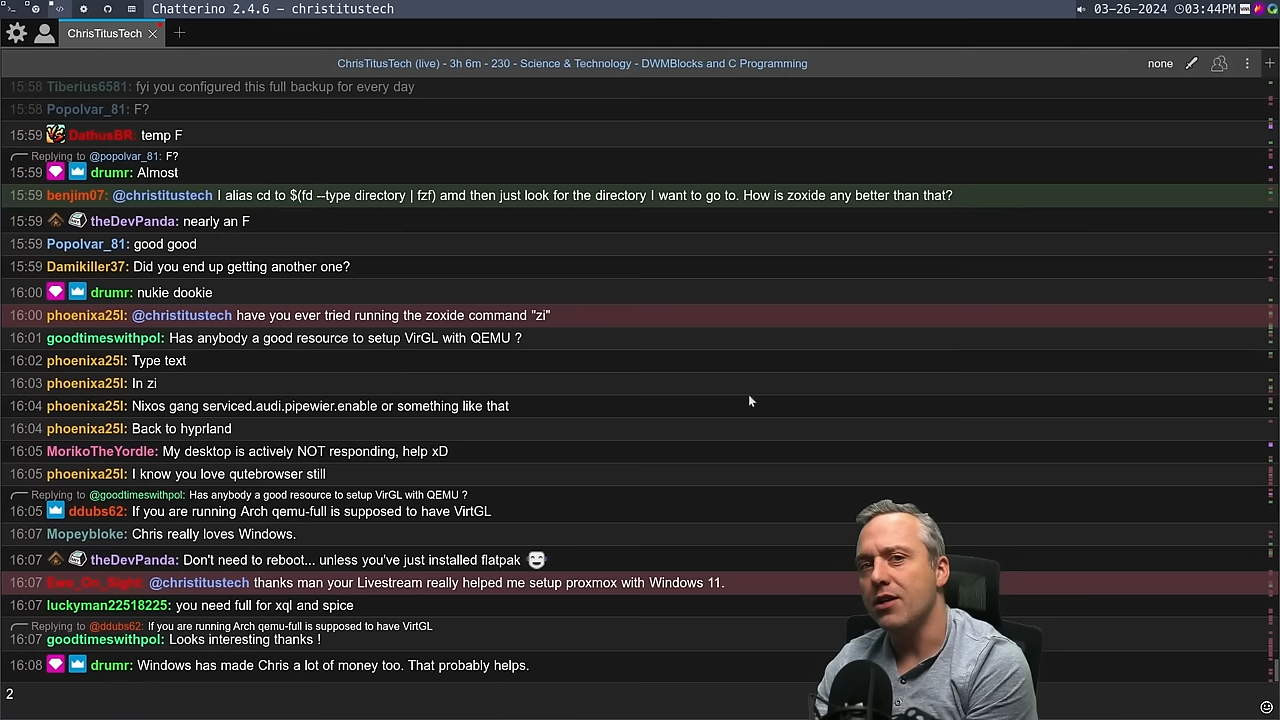 Chatterino 2.4.6 – christitustech
03-26-2024 03:44PM
ChrisTitusTech
ChrisTitusTech (live) - 3h 6m - 230 - Science & Technology - DWMBlocks and C Programming
none
15:58 Tiberius6581: fyi you configured this full backup for every day
15:58 Popolvar_81: F?
15:59 DathusBR: temp F
Replying to @popolvar_81: F?
15:59 drumr: Almost
15:59 benjim07: @christitustech I alias cd to $(fd --type directory | fzf) amd then just look for the directory I want to go to. How is zoxide any better than that?
15:59 theDevPanda: nearly an F
15:59 Popolvar_81: good good
15:59 Damikiller37: Did you end up getting another one?
16:00 drumr: nukie dookie
16:00 phoenixa25l: @christitustech have you ever tried running the zoxide command "zi"
16:01 goodtimeswithpol: Has anybody a good resource to setup VirGL with QEMU ?
16:02 phoenixa25l: Type text
16:03 phoenixa25l: In zi
16:04 phoenixa25l: Nixos gang serviced.audi.pipewier.enable or something like that
16:04 phoenixa25l: Back to hyprland
16:05 MorikoTheYordle: My desktop is actively NOT responding, help xD
16:05 phoenixa25l: I know you love qutebrowser still
Replying to @goodtimeswithpol: Has anybody a good resource to setup VirGL with QEMU ?
16:05 ddubs62: If you are running Arch qemu-full is supposed to have VirtGL
16:07 Mopeybloke: Chris really loves Windows.
16:07 theDevPanda: Don't need to reboot... unless you've just installed flatpak
16:07 Ewe_On_Sight: @christitustech thanks man your Livestream really helped me setup proxmox with Windows 11.
16:07 luckyman22518225: you need full for xql and spice
Replying to @ddubs62: If you are running Arch qemu-full is supposed to have VirtGL
16:07 goodtimeswithpol: Looks interesting thanks !
16:08 drumr: Windows has made Chris a lot of money too. That probably helps.
2